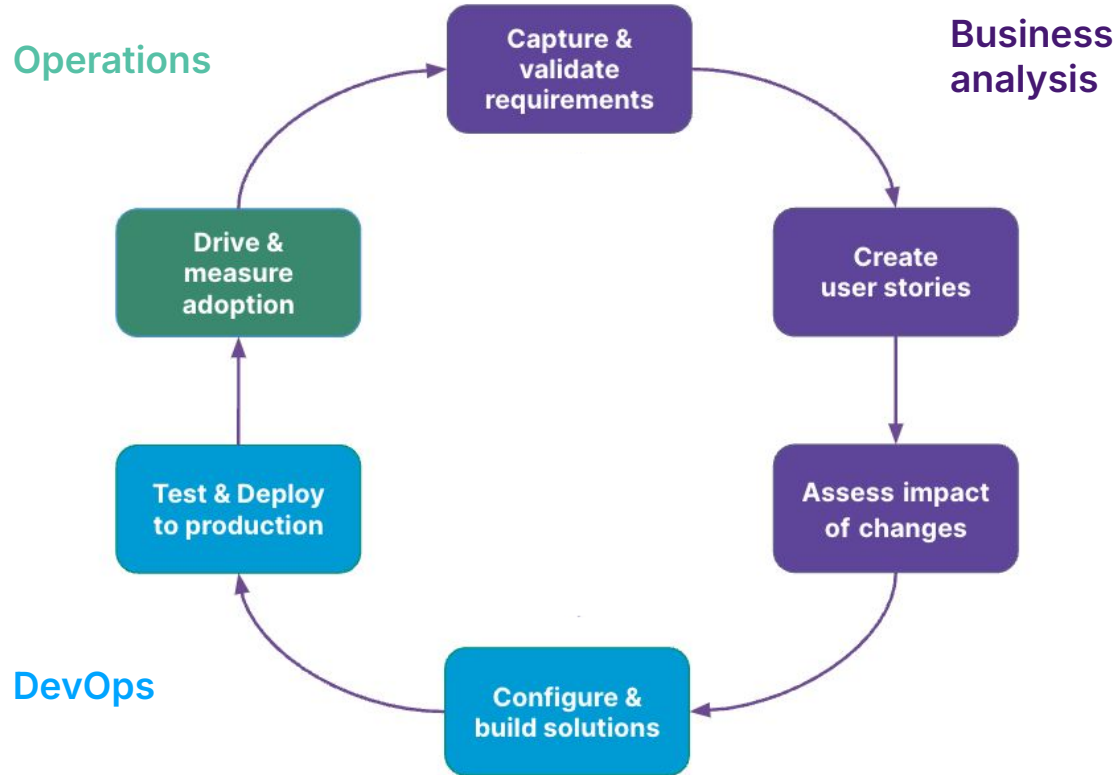 Operations
Business
analysis
Capture &
validate
requirements
Create
user stories
Assess impact
of changes
Configure &
build solutions
DevOps
Test & Deploy
to production
Drive &
measure
adoption